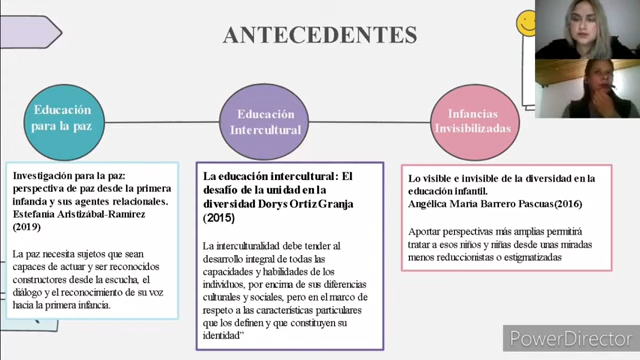 ANTECEDENTES
Educación
para la paz
Educación
Intercultural
Infancias
Invisibilizadas
Investigación para la paz:
perspectiva de paz desde la primera
infancia y sus agentes relacionales.
Estefanía Aristizábal-Ramírez
(2019)
La paz necesita sujetos que sean
capaces de actuar y ser reconocidos
constructores desde la escucha, el
diálogo y el reconocimiento de su voz
hacia la primera infancia.
La educación intercultural: El
desafío de la unidad en la
diversidad Dorys Ortiz Granja
(2015)
La interculturalidad debe tender al
desarrollo integral de todas las
capacidades y habilidades de los
individuos, por encima de sus diferencias
culturales y sociales, pero en el marco de
respeto a las características particulares
que los definen y que constituyen su
identidad”
Lo visible e invisible de la diversidad en la
educación infantil.
Angélica María Barrero Pascuas(2016)
Aportar perspectivas más amplias permitirá
tratar a esos niños y niñas desde unas miradas
menos reduccionistas o estigmatizadas
PowerDirector